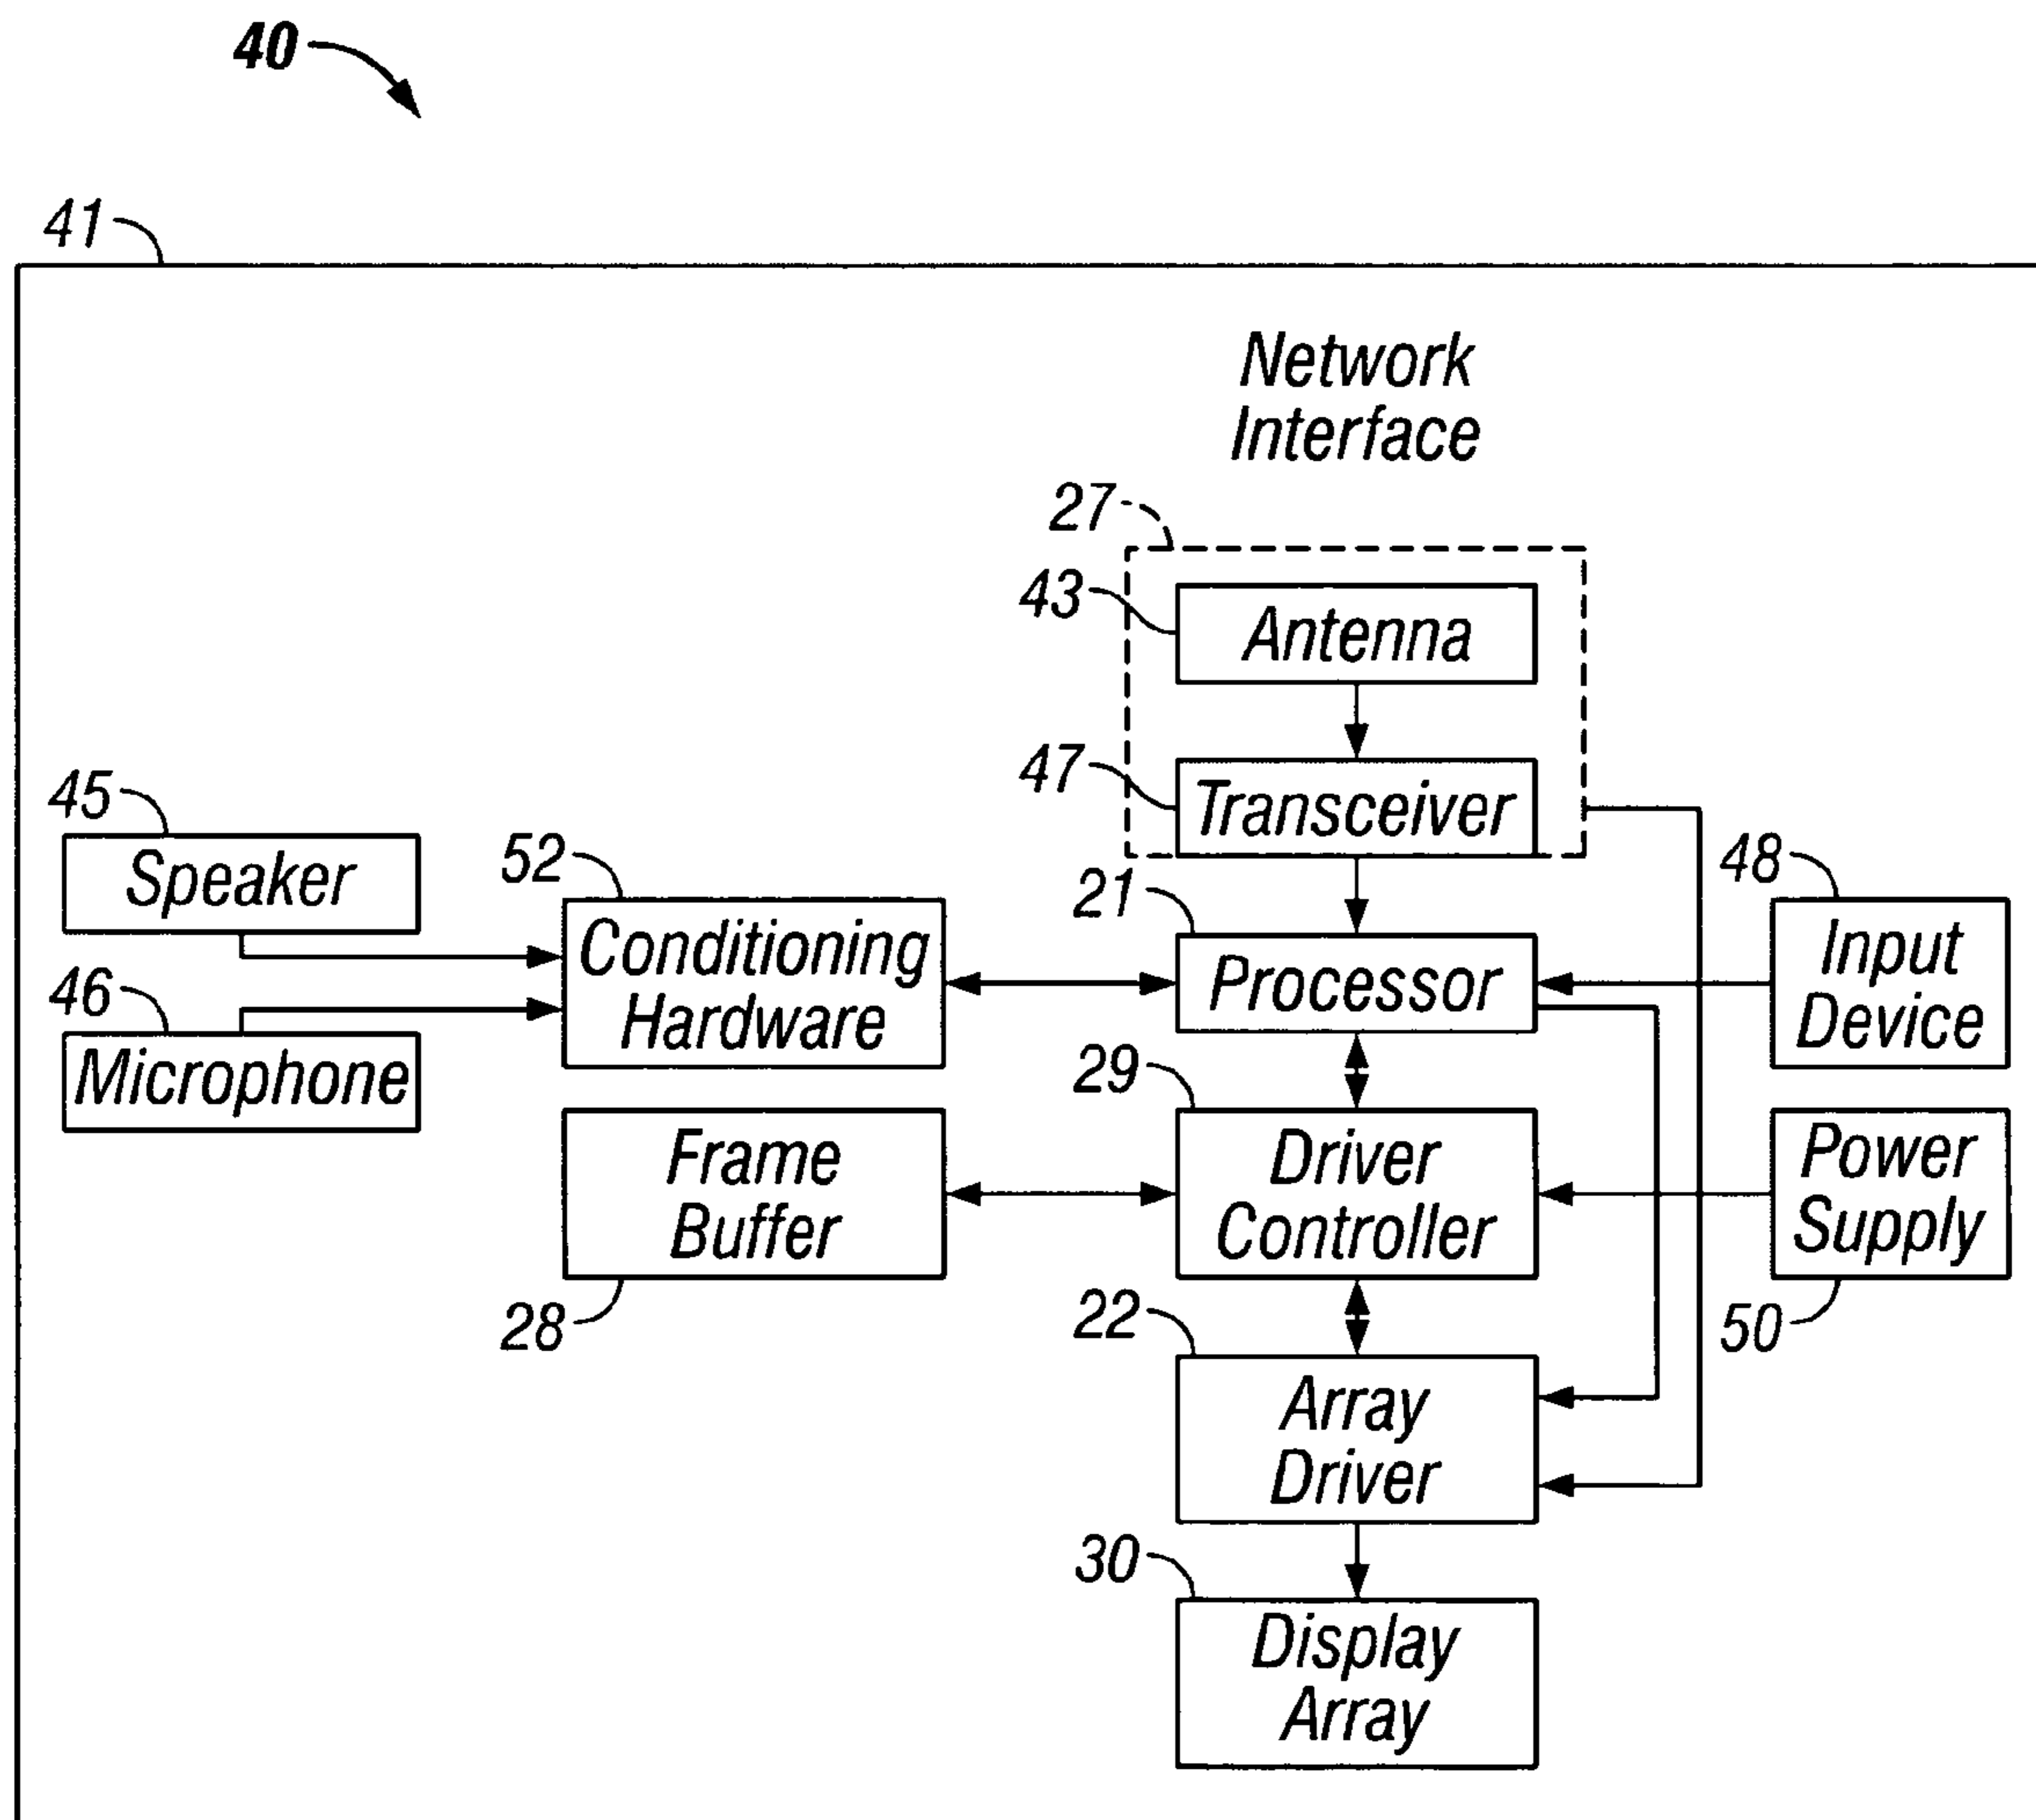 40
41
Network
Interface
27
43
Antenna
47
Transceiver
45
Speaker
52
Conditioning
Hardware
21
Processor
48
Input
Device
46
Microphone
29
Driver
Controller
Frame
Buffer
28
Power
Supply
50
22
Array
Driver
30
Display
Array